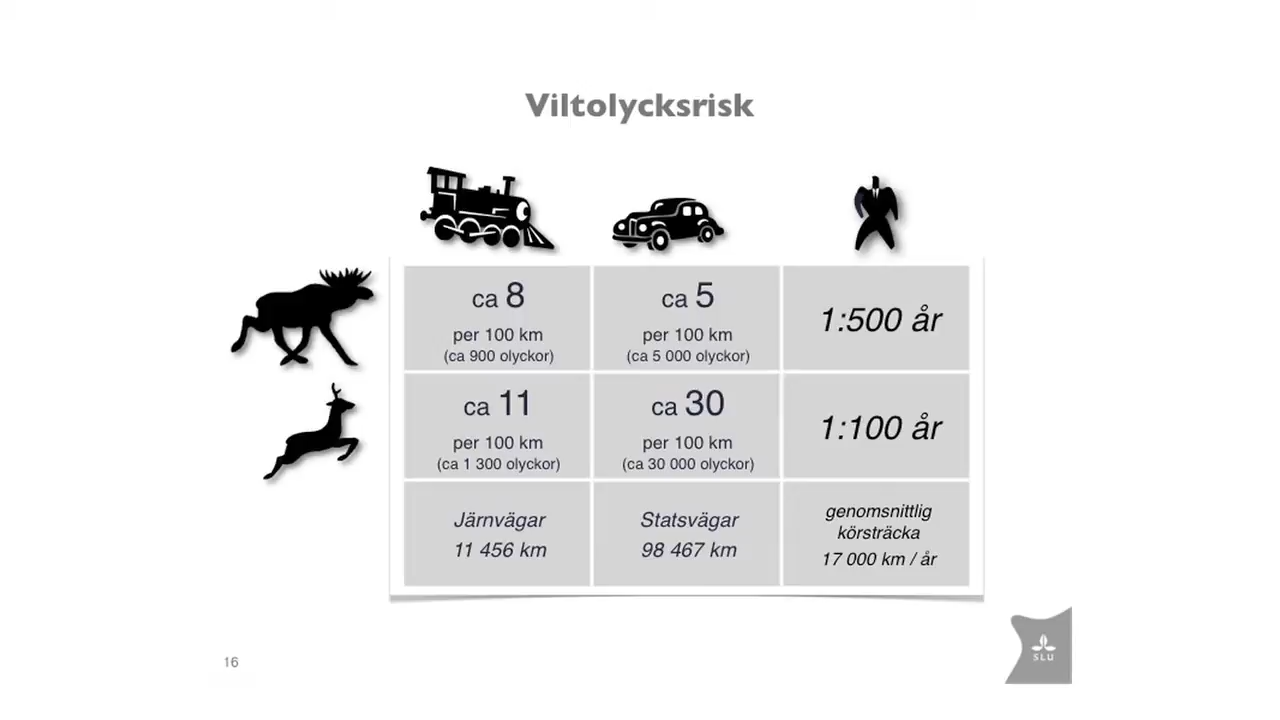 Viltolycksrisk
ca 8
per 100 km
(ca 900 olyckor)
ca 5
per 100 km
(ca 5 000 olyckor)
1:500 år
ca 11
per 100 km
(ca 1 300 olyckor)
ca 30
per 100 km
(ca 30 000 olyckor)
1:100 år
Järnvägar
11 456 km
Statsvägar
98 467 km
genomsnittlig
körsträcka
17 000 km / år
16
SLU